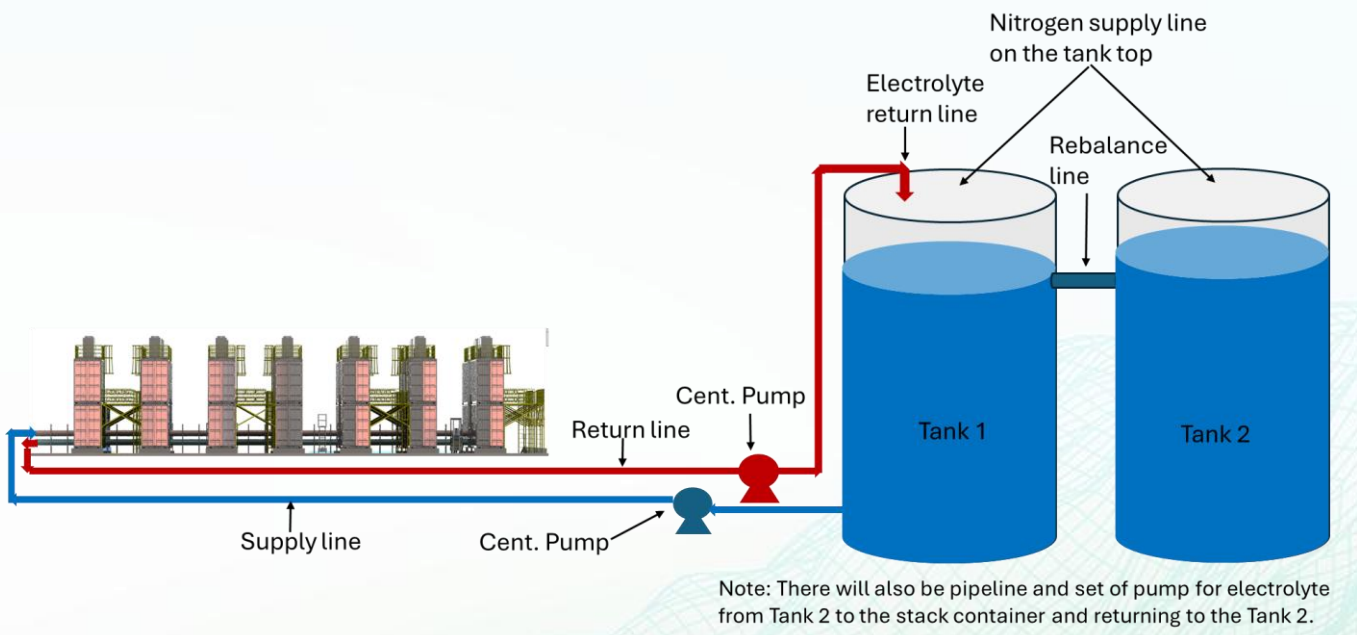 Nitrogen supply line
on the tank top
Electrolyte
return line
Rebalance
line
Cent. Pump
Return line
Tank 1
Tank 2
Supply line
Cent. Pump
Note: There will also be pipeline and set of pump for electrolyte
from Tank 2 to the stack container and returning to the Tank 2.